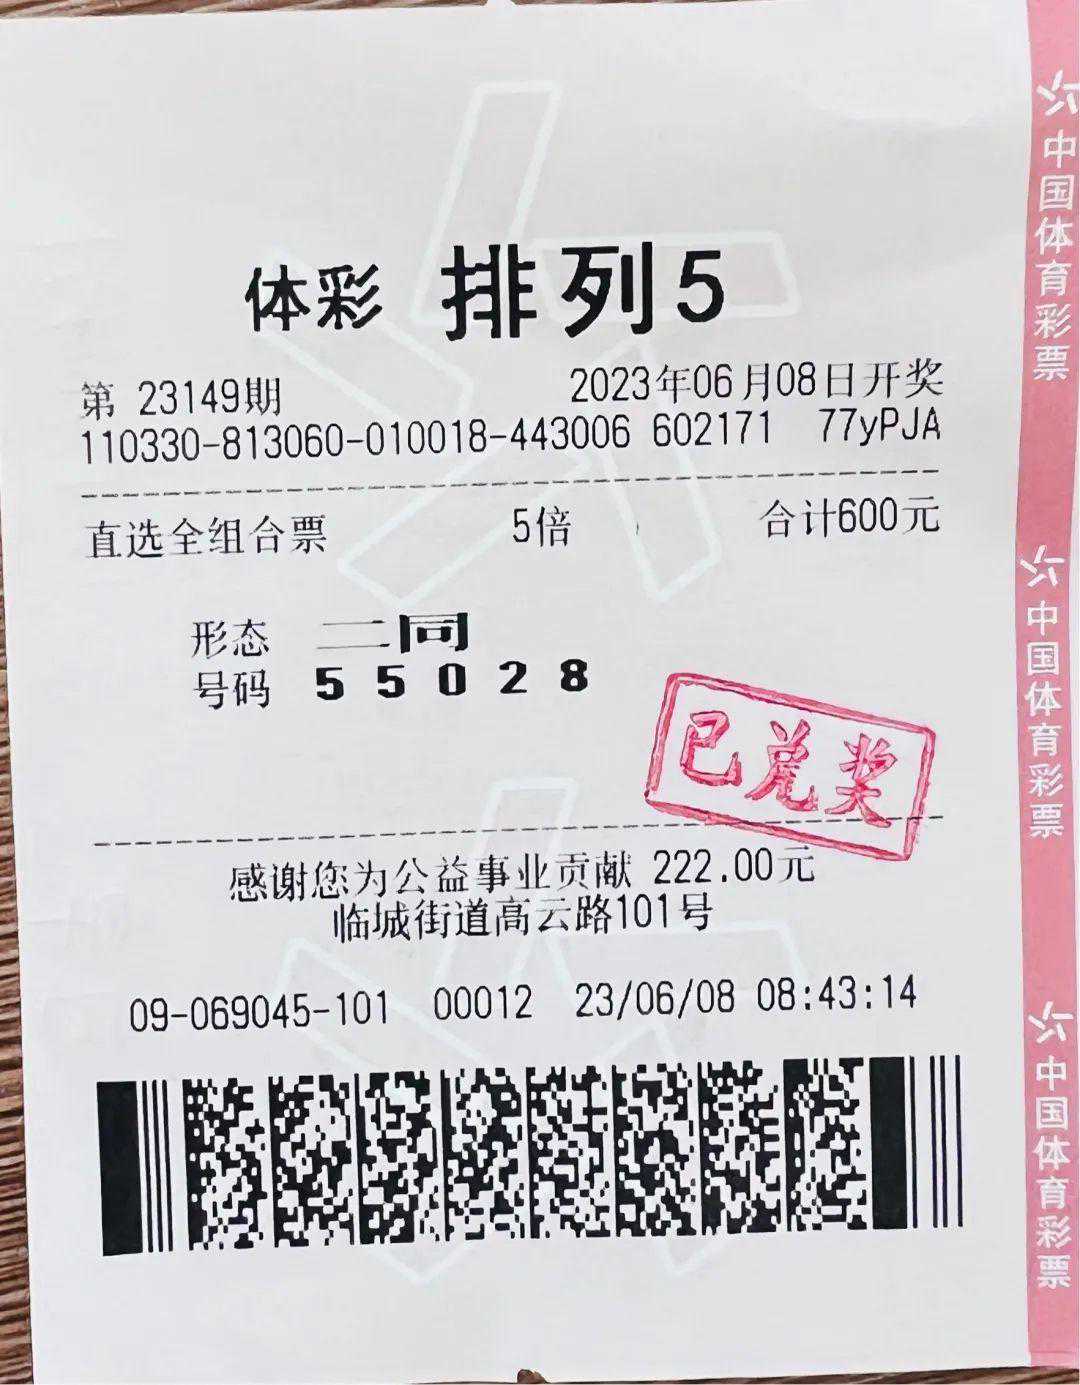 体彩 排列5
第 23149期 2023年06月08日开奖
110330-813060-010018-443006 602171 77yPJA
直选全组合票 5倍 合计600元
形态 二同
号码 5 5 0 2 8
已兑奖
感谢您为公益事业贡献 222.00元
临城街道高云路101号
09-069045-101 00012 23/06/08 08:43:14
中国体育彩票
中国体育彩票
中国体育彩票